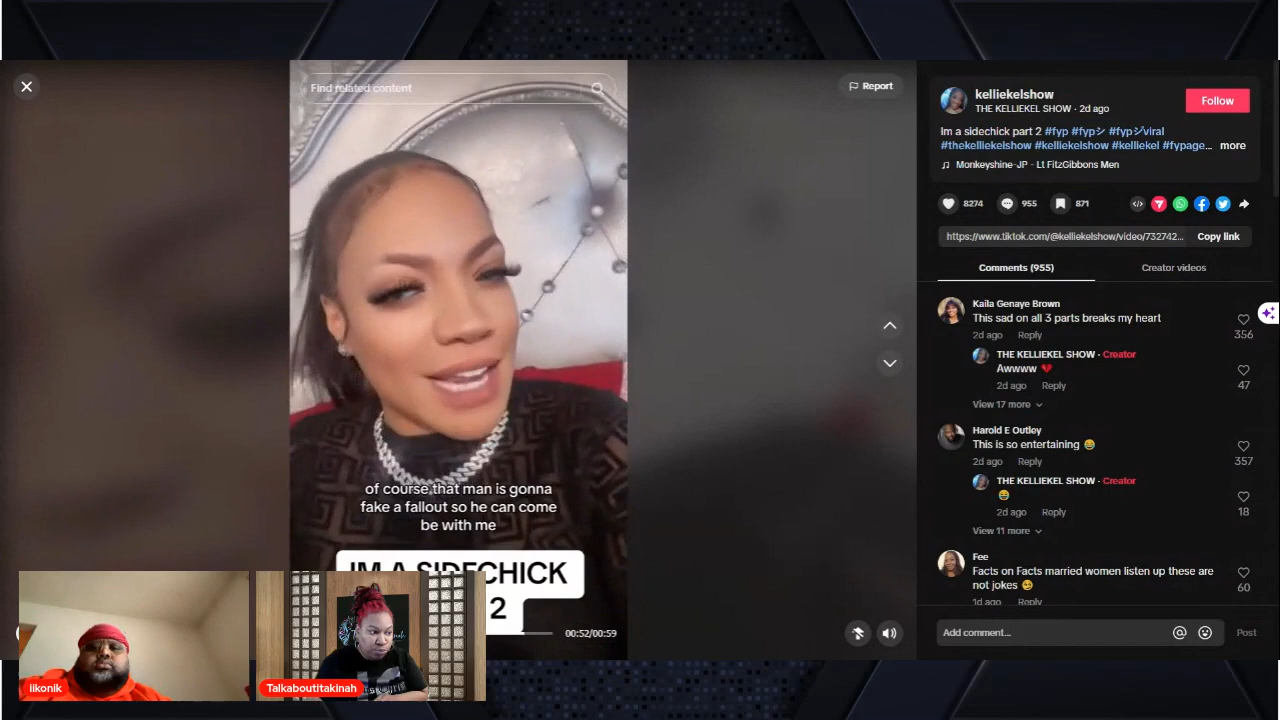 Find related content
Report
of course that man is gonna
fake a fallout so he can come
be with me
IM A SIDECHICK
2
00:52/00:59
iikonik
Talkaboutitakinah
kelliekelshow
THE KELLIEKEL SHOW · 2d ago
Follow
Im a sidechick part 2 #fyp #fypシ #fypシ゚viral
#thekelliekelshow #kelliekelshow #kelliekel #fypage... more
Monkeyshine-JP - Lt FitzGibbons Men
8274
955
871
https://www.tiktok.com/@kelliekelshow/video/732742...
Copy link
Comments (955)
Creator videos
Kaila Genaye Brown
This sad on all 3 parts breaks my heart
2d ago Reply
356
THE KELLIEKEL SHOW · Creator
Awwww 💔
2d ago Reply
47
View 17 more
Harold E Outley
This is so entertaining 😂
2d ago Reply
357
THE KELLIEKEL SHOW · Creator
😂
2d ago Reply
18
View 11 more
Fee
Facts on Facts married women listen up these are
not jokes 🥴
1d ago Reply
60
Add comment...
Post